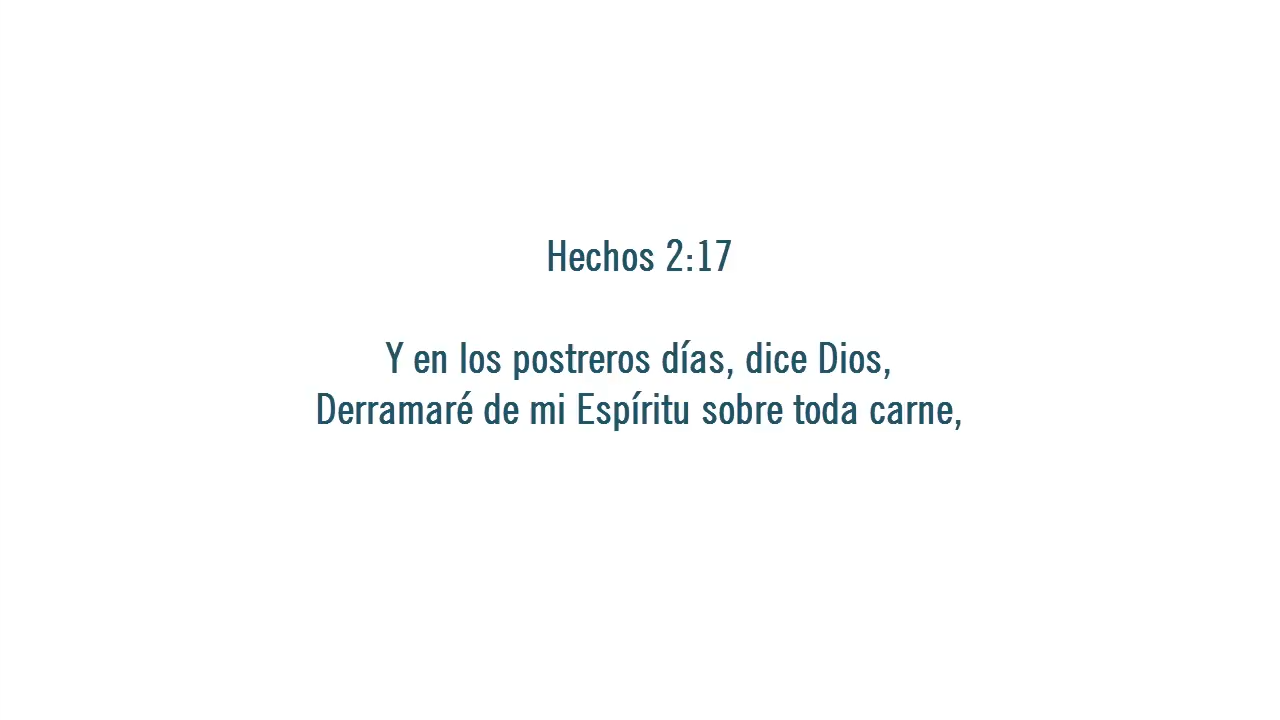 Hechos 2:17
Y en los postreros días, dice Dios,
Derramaré de mi Espíritu sobre toda carne,